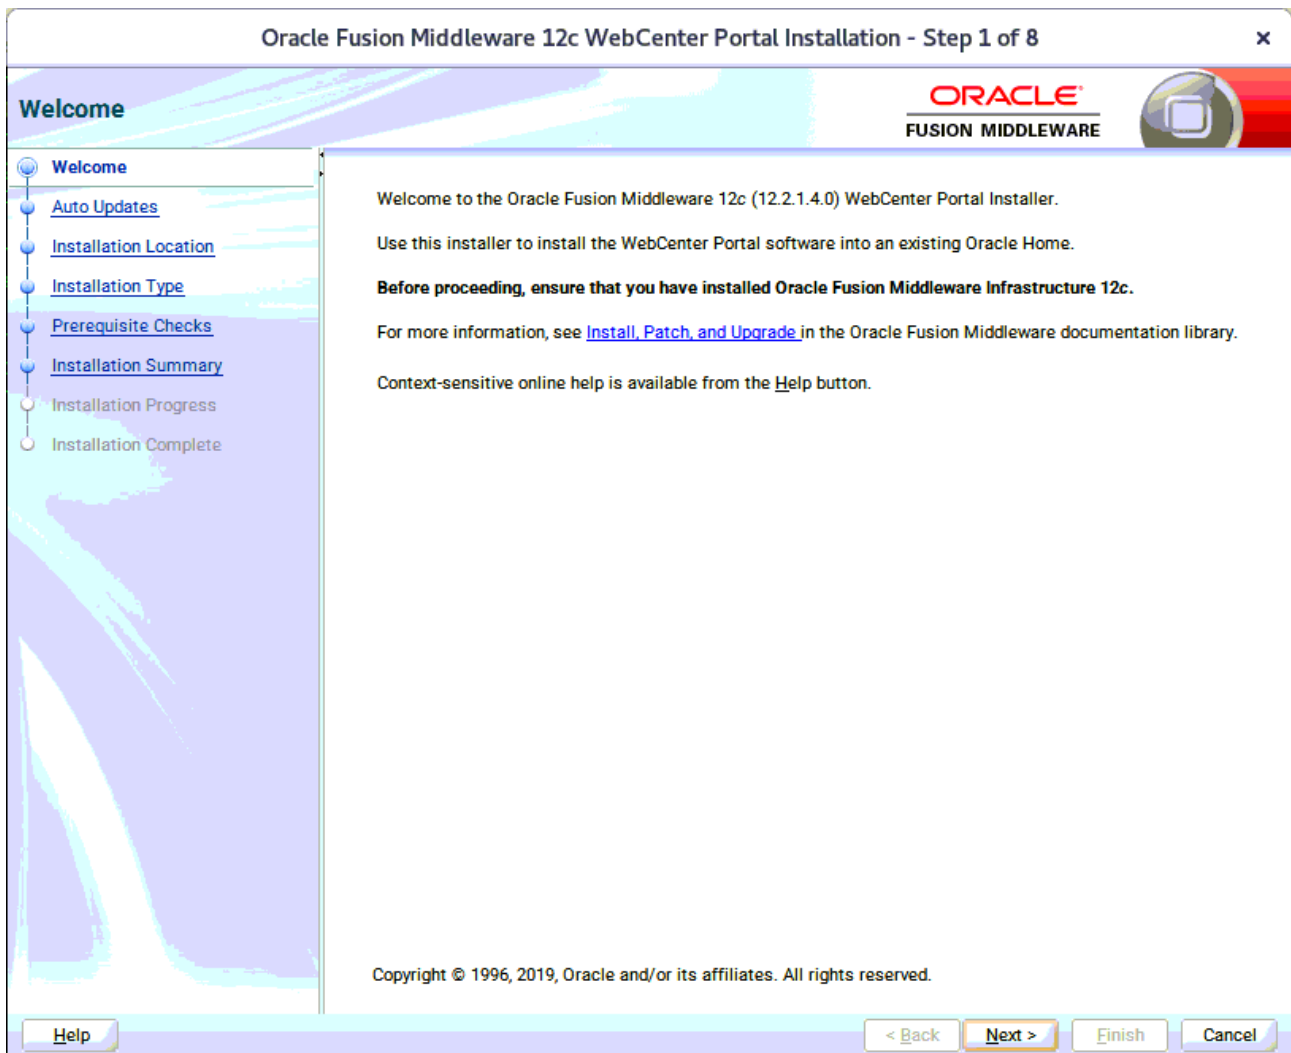 Oracle Fusion Middleware 12c WebCenter Portal Installation - Step 1 of 8
Welcome
ORACLE
FUSION MIDDLEWARE
Welcome
Auto Updates
Installation Location
Installation Type
Prerequisite Checks
Installation Summary
Installation Progress
Installation Complete
Welcome to the Oracle Fusion Middleware 12c (12.2.1.4.0) WebCenter Portal Installer.
Use this installer to install the WebCenter Portal software into an existing Oracle Home.
Before proceeding, ensure that you have installed Oracle Fusion Middleware Infrastructure 12c.
For more information, see Install, Patch, and Upgrade in the Oracle Fusion Middleware documentation library.
Context-sensitive online help is available from the Help button.
Copyright © 1996, 2019, Oracle and/or its affiliates. All rights reserved.
Help
< Back
Next >
Finish
Cancel